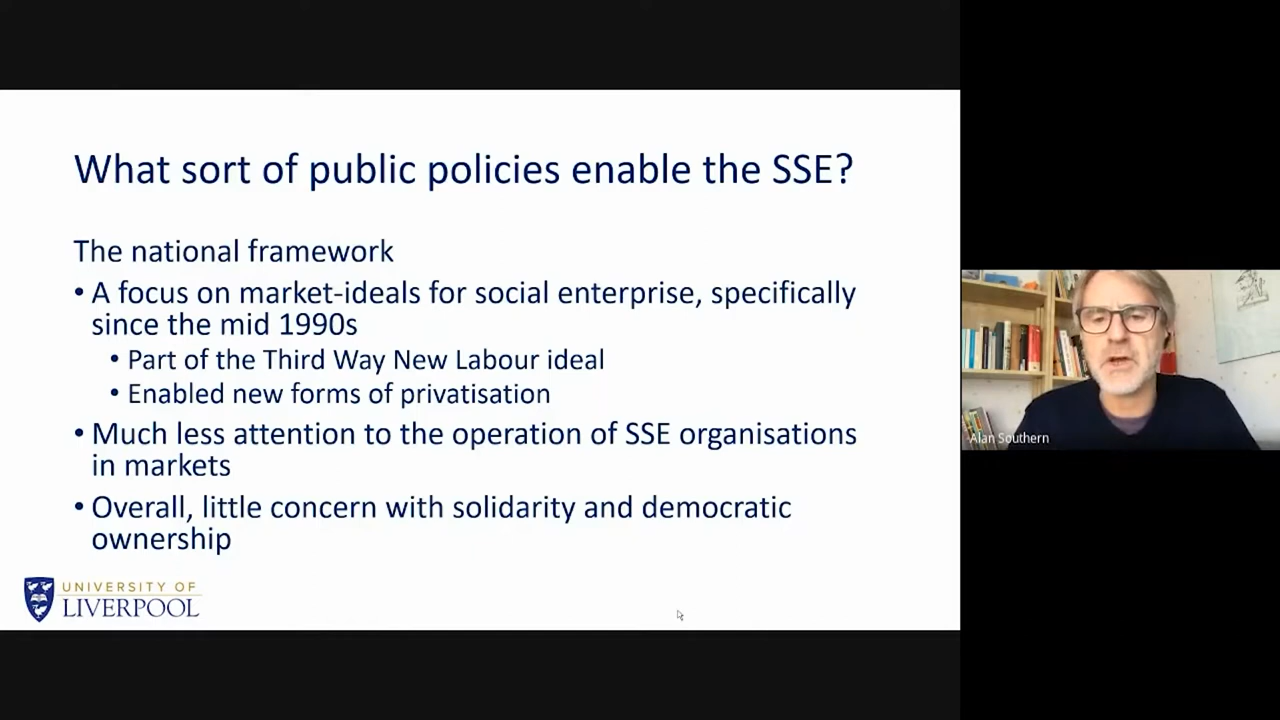 What sort of public policies enable the SSE?
The national framework
• A focus on market-ideals for social enterprise, specifically
since the mid 1990s
• Part of the Third Way New Labour ideal
• Enabled new forms of privatisation
• Much less attention to the operation of SSE organisations
in markets
• Overall, little concern with solidarity and democratic
ownership
UNIVERSITY OF
LIVERPOOL
Alan Southern